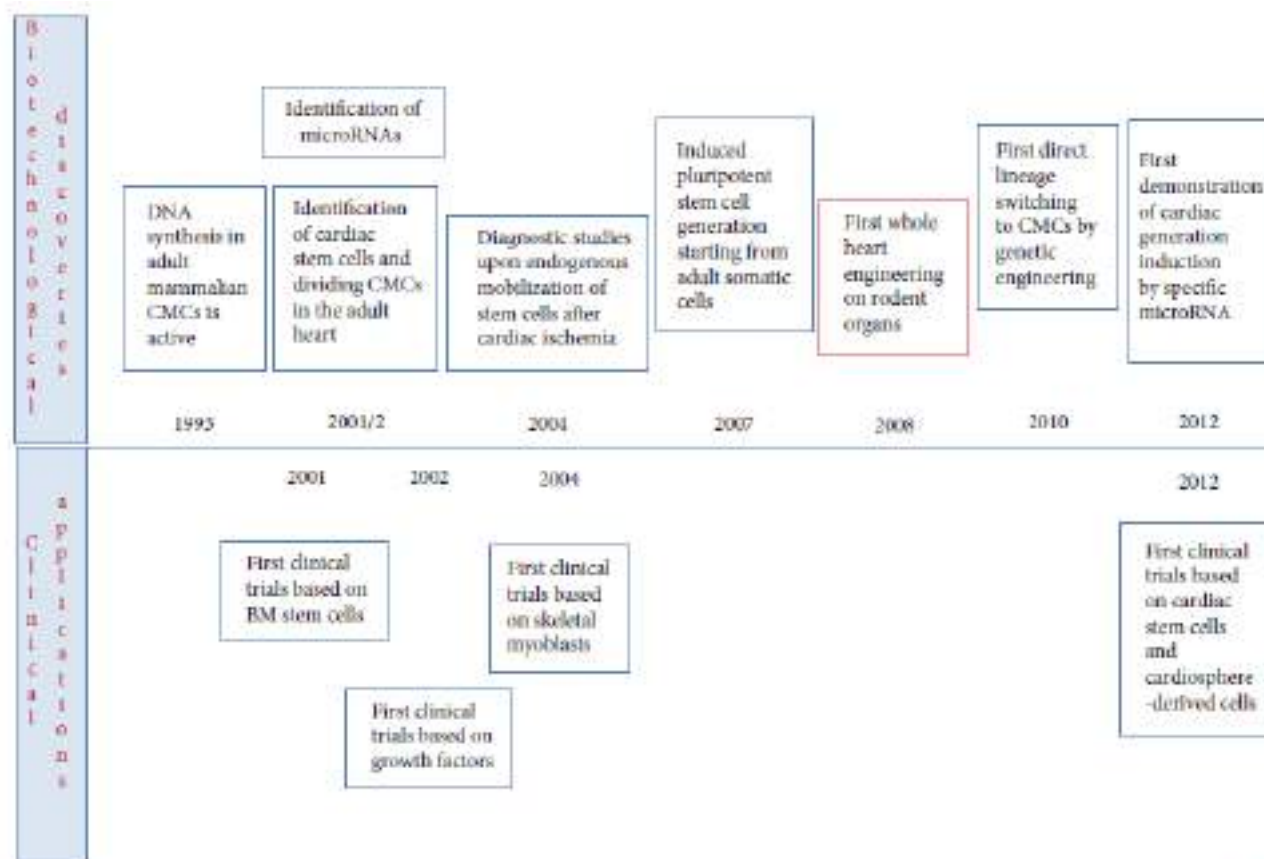 Biotechnological
discoveries
Identification of
microRNAs
DNA
synthesis in
adult
mammalian
CMCs is
active
Identification
of cardiac
stem cells and
dividing CMCs
in the adult
heart
Diagnostic studies
upon endogenous
mobilization of
stem cells after
cardiac ischemia
Induced
pluripotent
stem cell
generation
starting from
adult somatic
cells
First whole
heart
engineering
on rodent
organs
First direct
lineage
switching
to CMCs by
genetic
engineering
First
demonstration
of cardiac
generation
induction
by specific
microRNA
2001/2
2007
2008
2010
2012
2001
2002
2004
2012
Clinical
applications
First clinical
trials based on
BM stem cells
First clinical
trials based on
growth factors
First clinical
trials based
on skeletal
myoblasts
First clinical
trials based
on cardiac
stem cells
and
cardiosphere
-derived cells